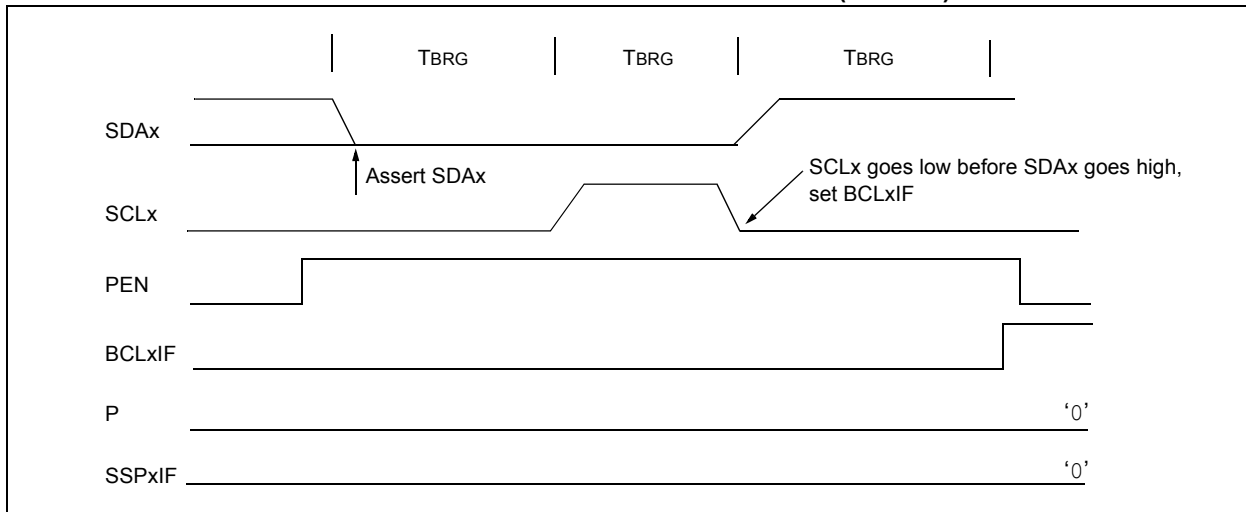 TBRG TBRG TBRG
SDAx
Assert SDAx
SCLx goes low before SDAx goes high,
set BCLxIF
SCLx
PEN
BCLxIF
P '0'
SSPxIF '0'